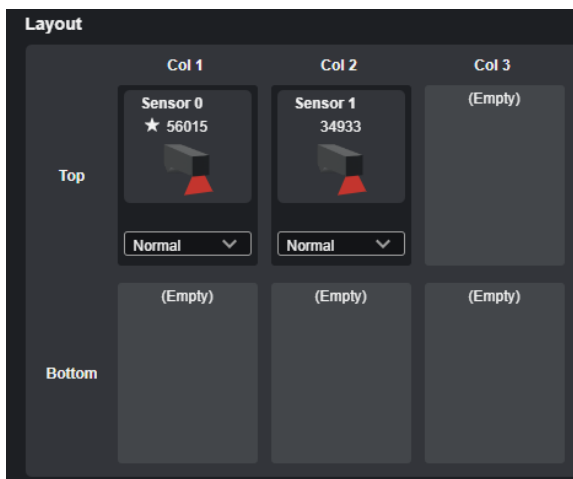 Layout
Col 1 Col 2 Col 3
Sensor 0 Sensor 1 (Empty)
★ 56015 34933
Top
Normal Normal
(Empty) (Empty) (Empty)
Bottom